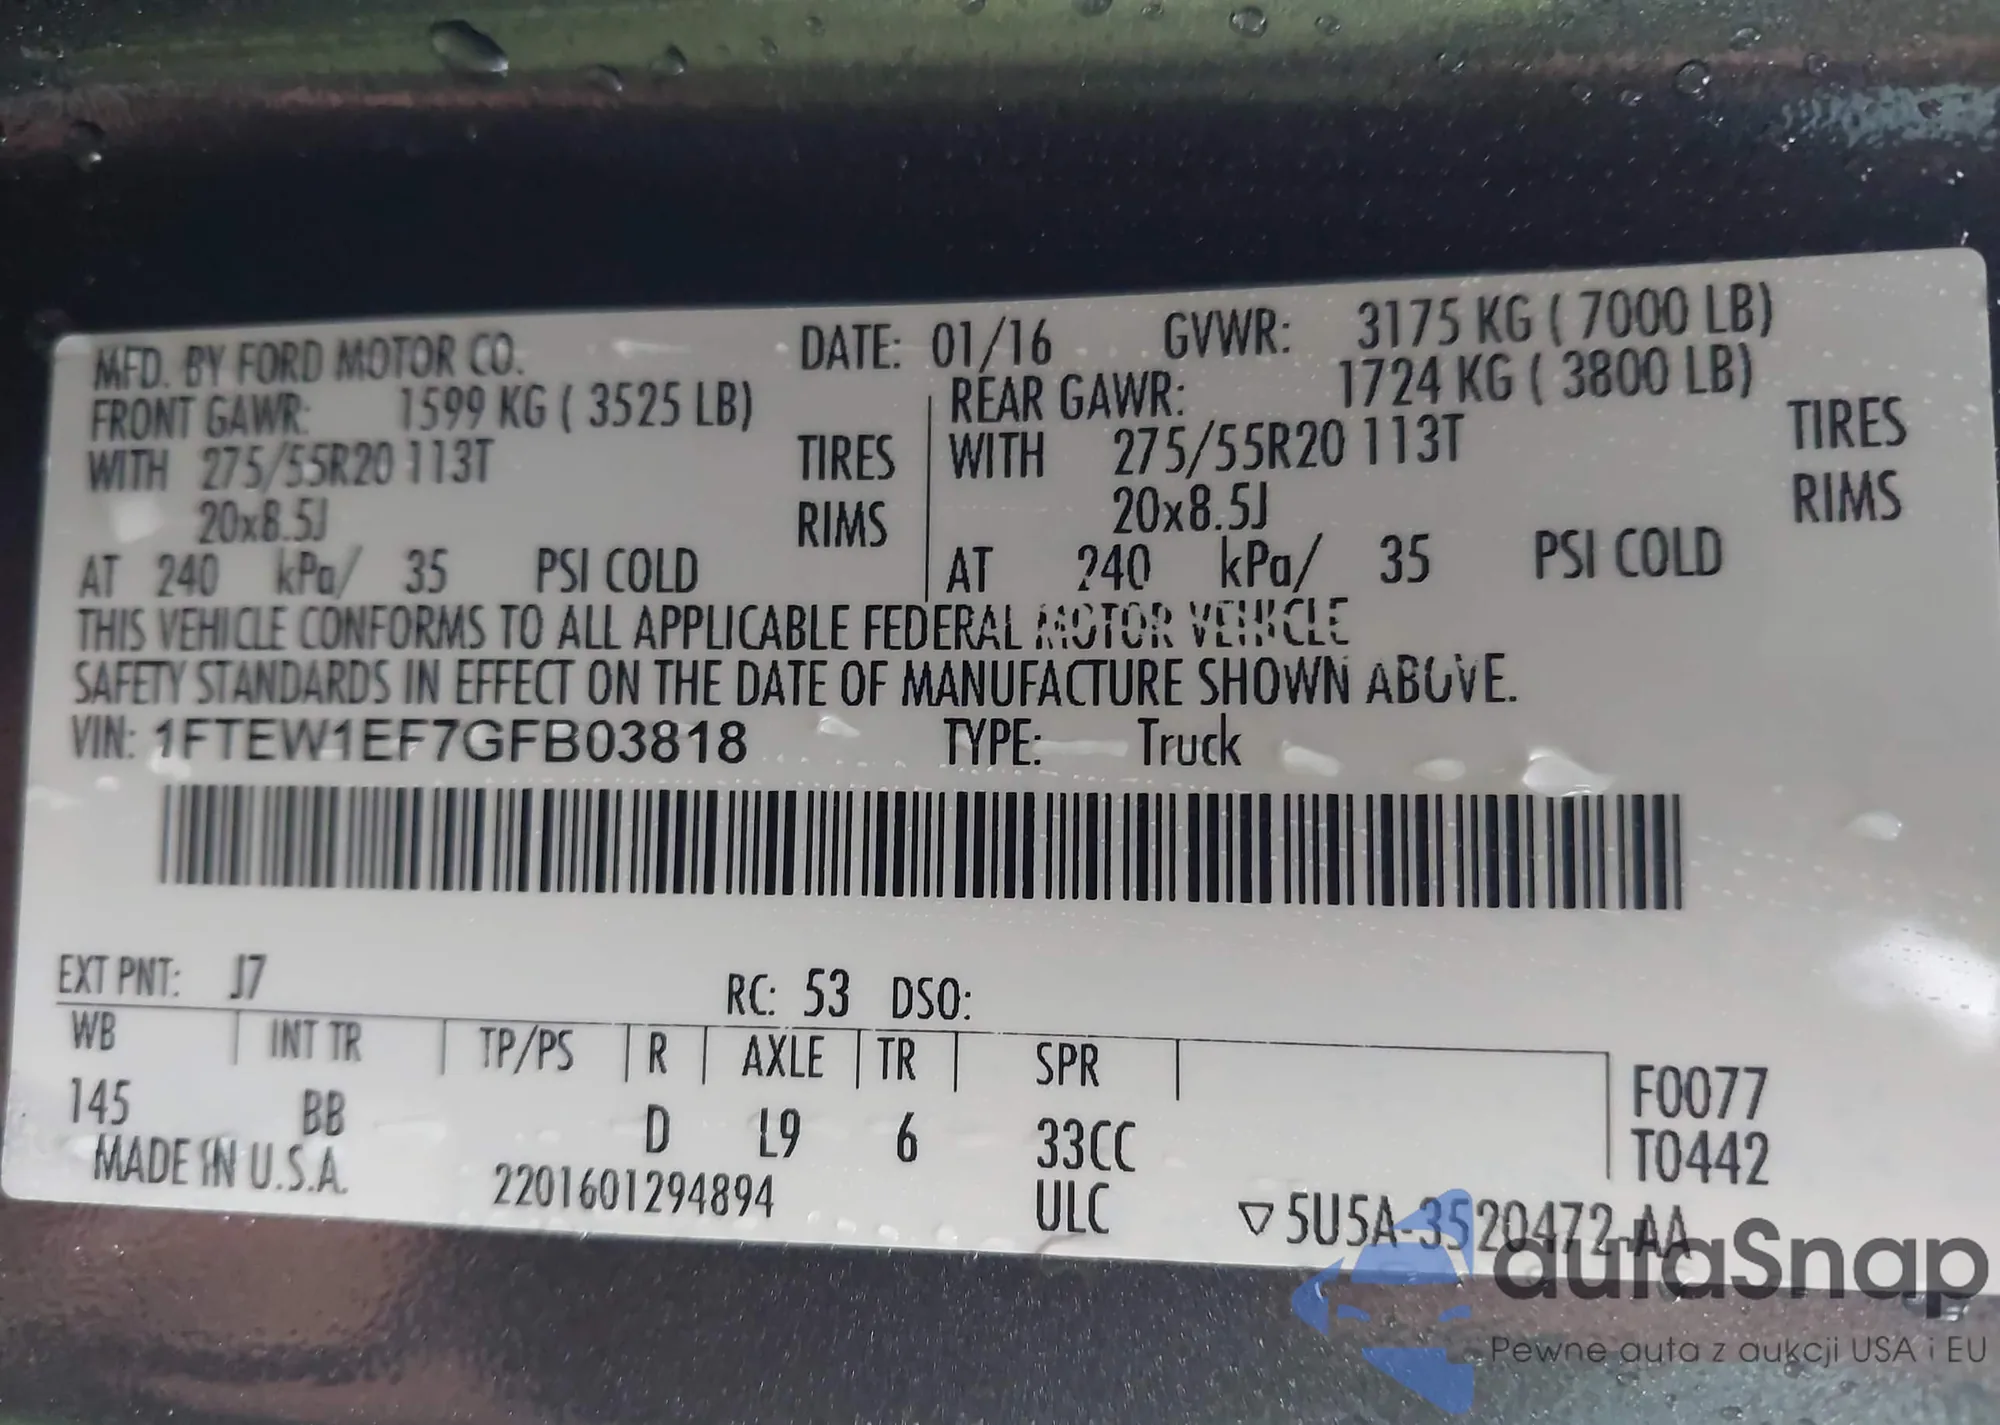 MFD. BY FORD MOTOR CO. DATE: 01/16 GVWR: 3175 KG ( 7000 LB)
FRONT GAWR: 1599 KG ( 3525 LB) REAR GAWR: 1724 KG ( 3800 LB)
WITH 275/55R20 113T TIRES WITH 275/55R20 113T TIRES
20x8.5J RIMS 20x8.5J RIMS
AT 240 kPa/ 35 PSI COLD AT 240 kPa/ 35 PSI COLD
THIS VEHICLE CONFORMS TO ALL APPLICABLE FEDERAL MOTOR VEHICLE
SAFETY STANDARDS IN EFFECT ON THE DATE OF MANUFACTURE SHOWN ABOVE.
VIN: 1FTEW1EF7GFB03818 TYPE: Truck
EXT PNT: J7 RC: 53 DSO:
WB INT TR TP/PS R AXLE TR SPR
145 BB D L9 6 33CC
F0077
T0442
MADE IN U.S.A. 2201601294894 ULC ▽5U5A-3520472-AA
autaSnap
Pewne auta z aukcji USA i EU